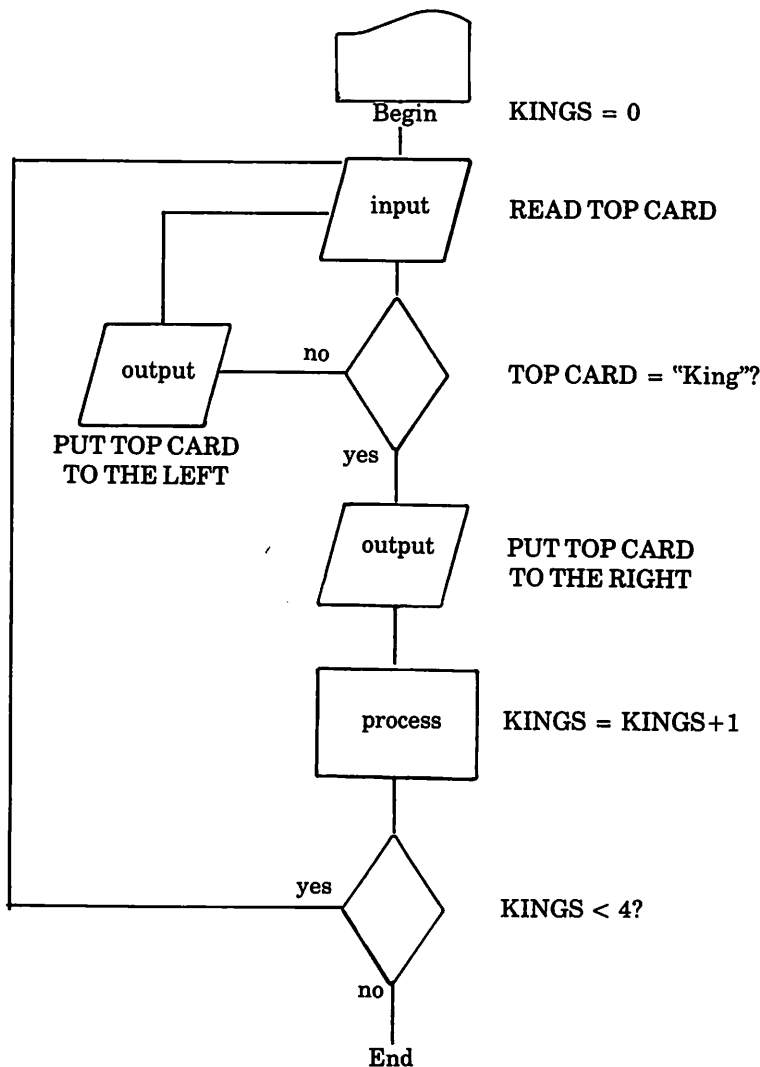 Begin
KINGS = 0
input
READ TOP CARD
no
TOP CARD = “King”?
output
PUT TOP CARD
TO THE LEFT
yes
output
PUT TOP CARD
TO THE RIGHT
process
KINGS = KINGS+1
yes
KINGS < 4?
no
End